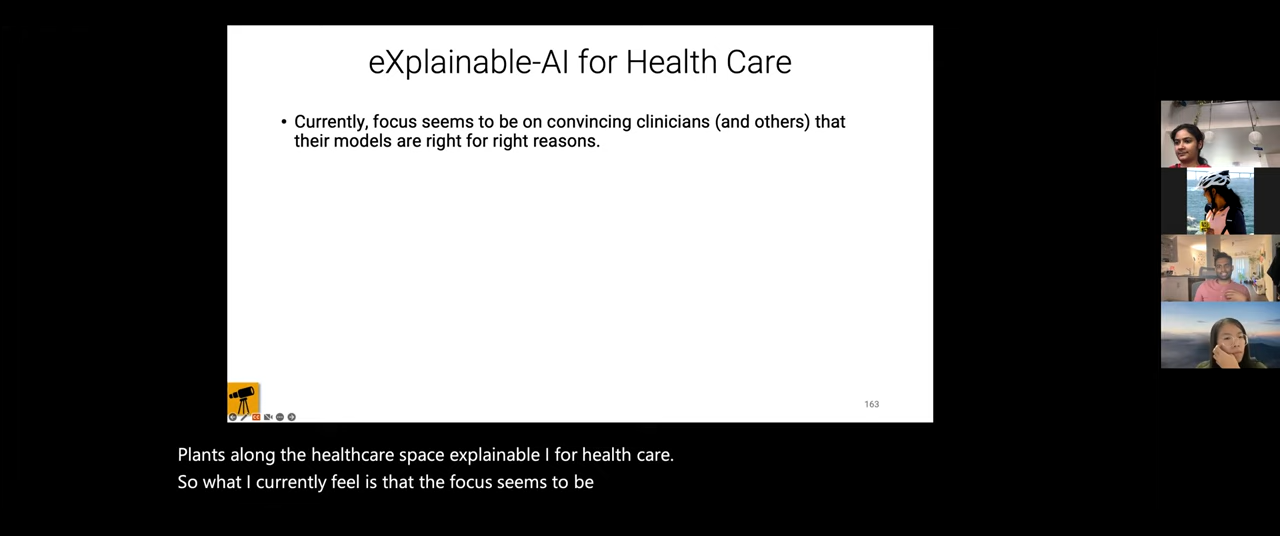 eXplainable-AI for Health Care
• Currently, focus seems to be on convincing clinicians (and others) that
their models are right for right reasons.
163
Plants along the healthcare space explainable I for health care.
So what I currently feel is that the focus seems to be